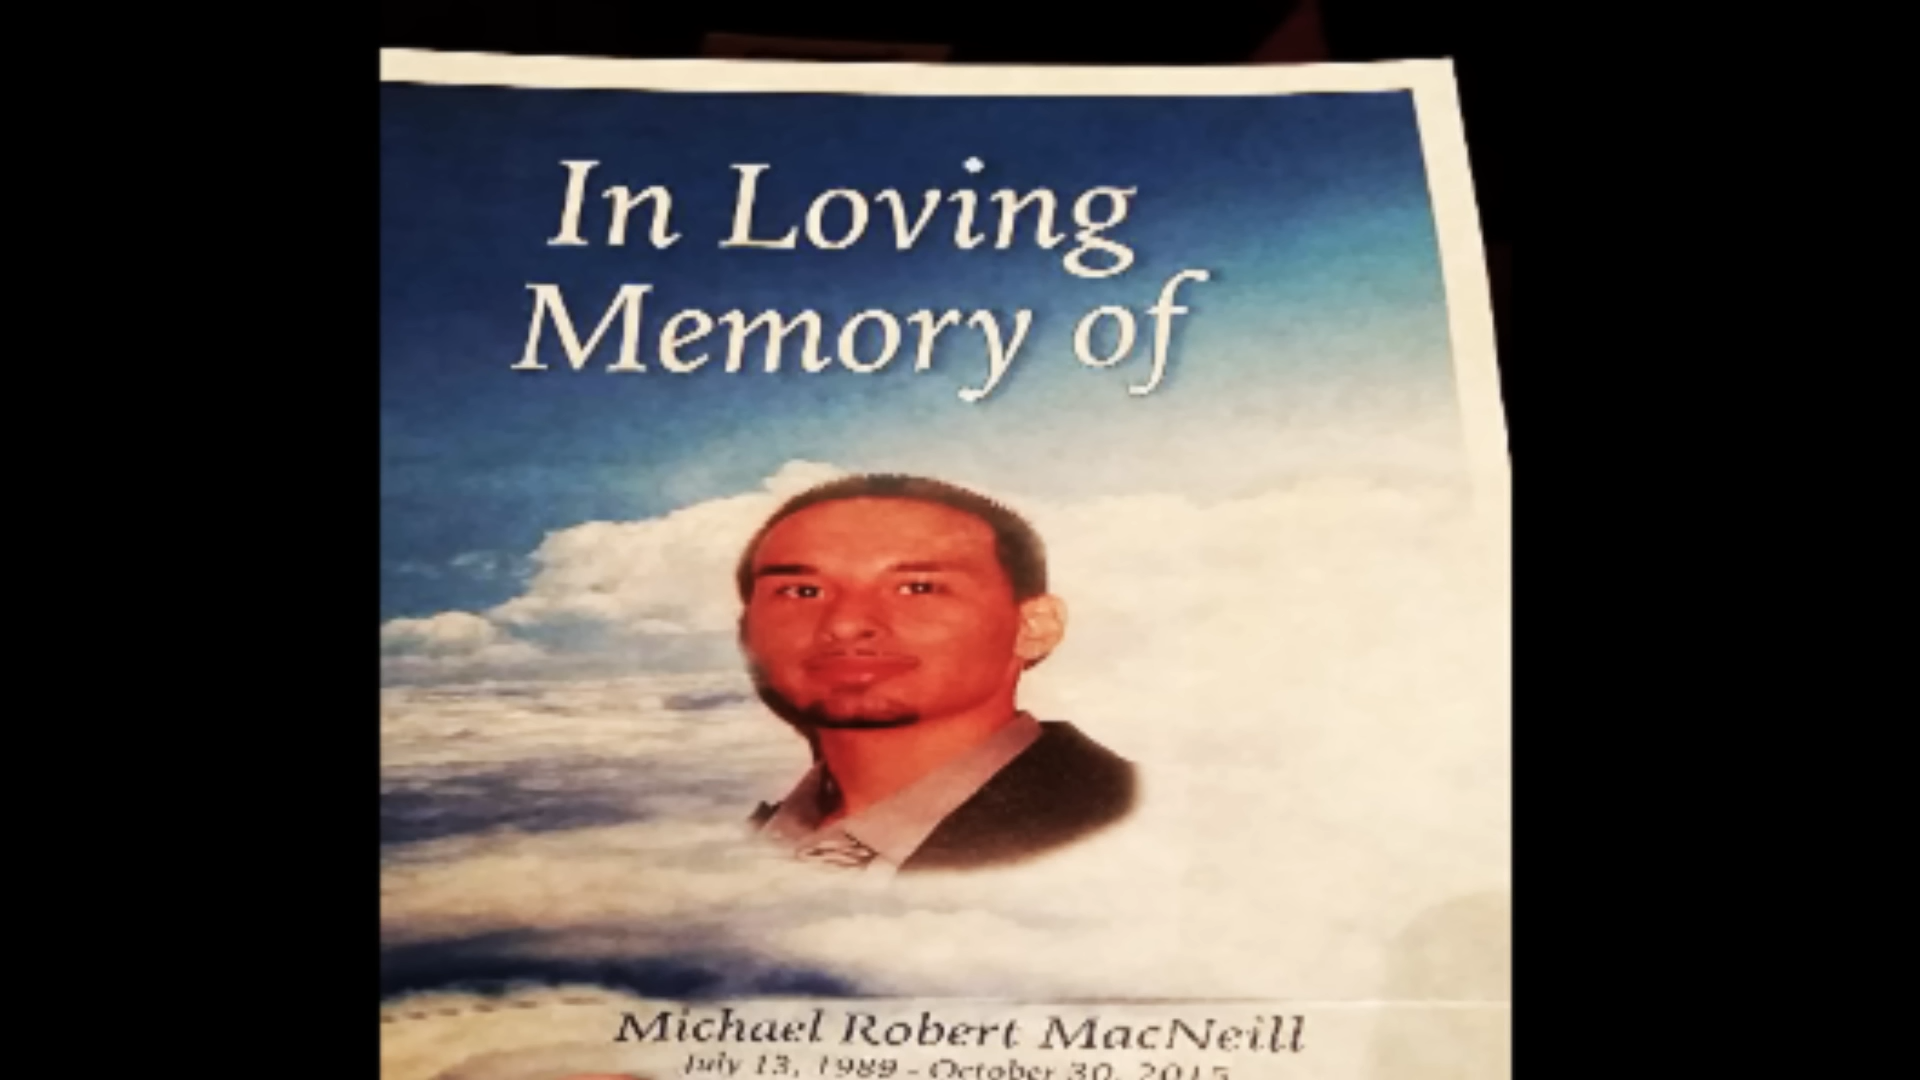 In Loving
Memory of
Michael Robert MacNeill
July 13, 1989 - October 30, 2015